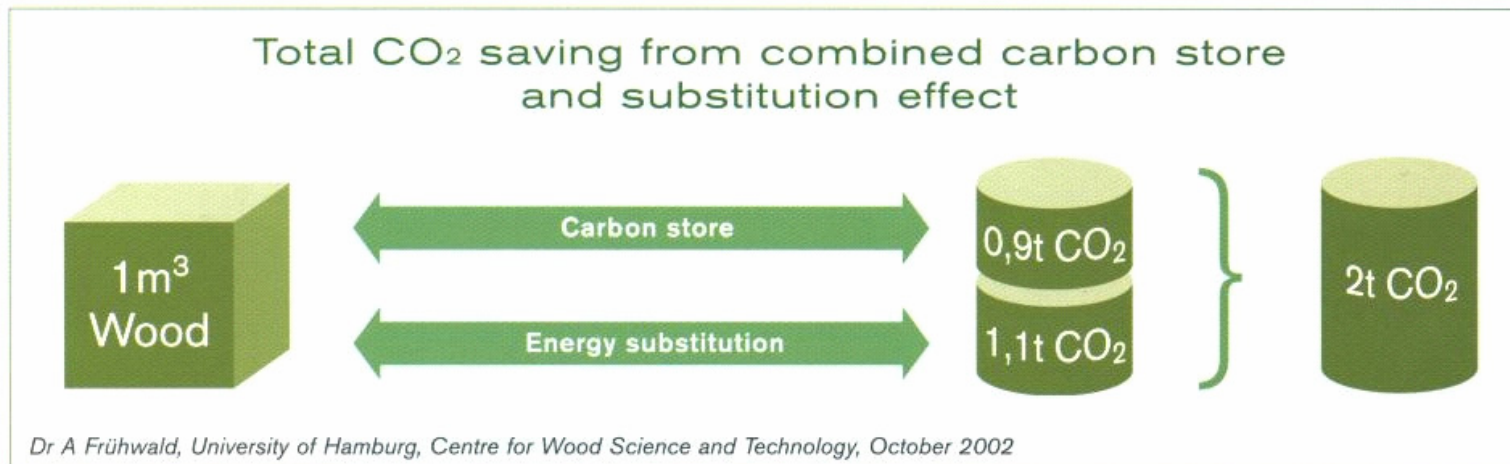 Total CO₂ saving from combined carbon store
and substitution effect
1m³
Wood
Carbon store
Energy substitution
0,9t CO₂
1,1t CO₂
2t CO₂
Dr A Frühwald, University of Hamburg, Centre for Wood Science and Technology, October 2002